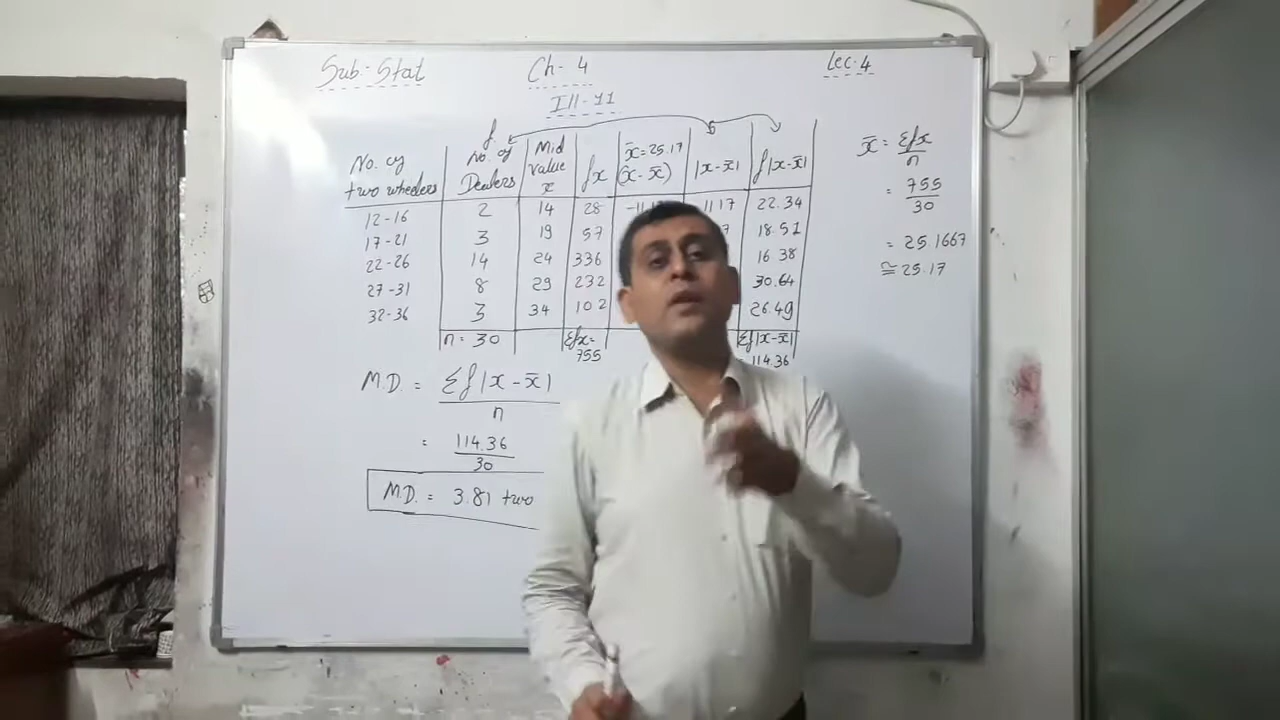 Sub:- Stat Ch-4 Lec-4
Ill-11
No. of two wheelers | f No. of Dealers | Mid value x | fx | x̄=25.17 (x-x̄) | |x-x̄| | f|x-x̄|
12-16 2 14 28 -11.17 11.17 22.34
17-21 3 19 57 18.51
22-26 14 24 336 16.38
27-31 8 29 232 30.64
32-36 3 34 102 26.49
n = 30 Σfx= 755 Σf|x-x̄| = 114.36
x̄ = Σfx/n
= 755/30
= 25.1667
≅ 25.17
M.D. = Σf|x-x̄|/n
= 114.36/30
M.D. = 3.81 two